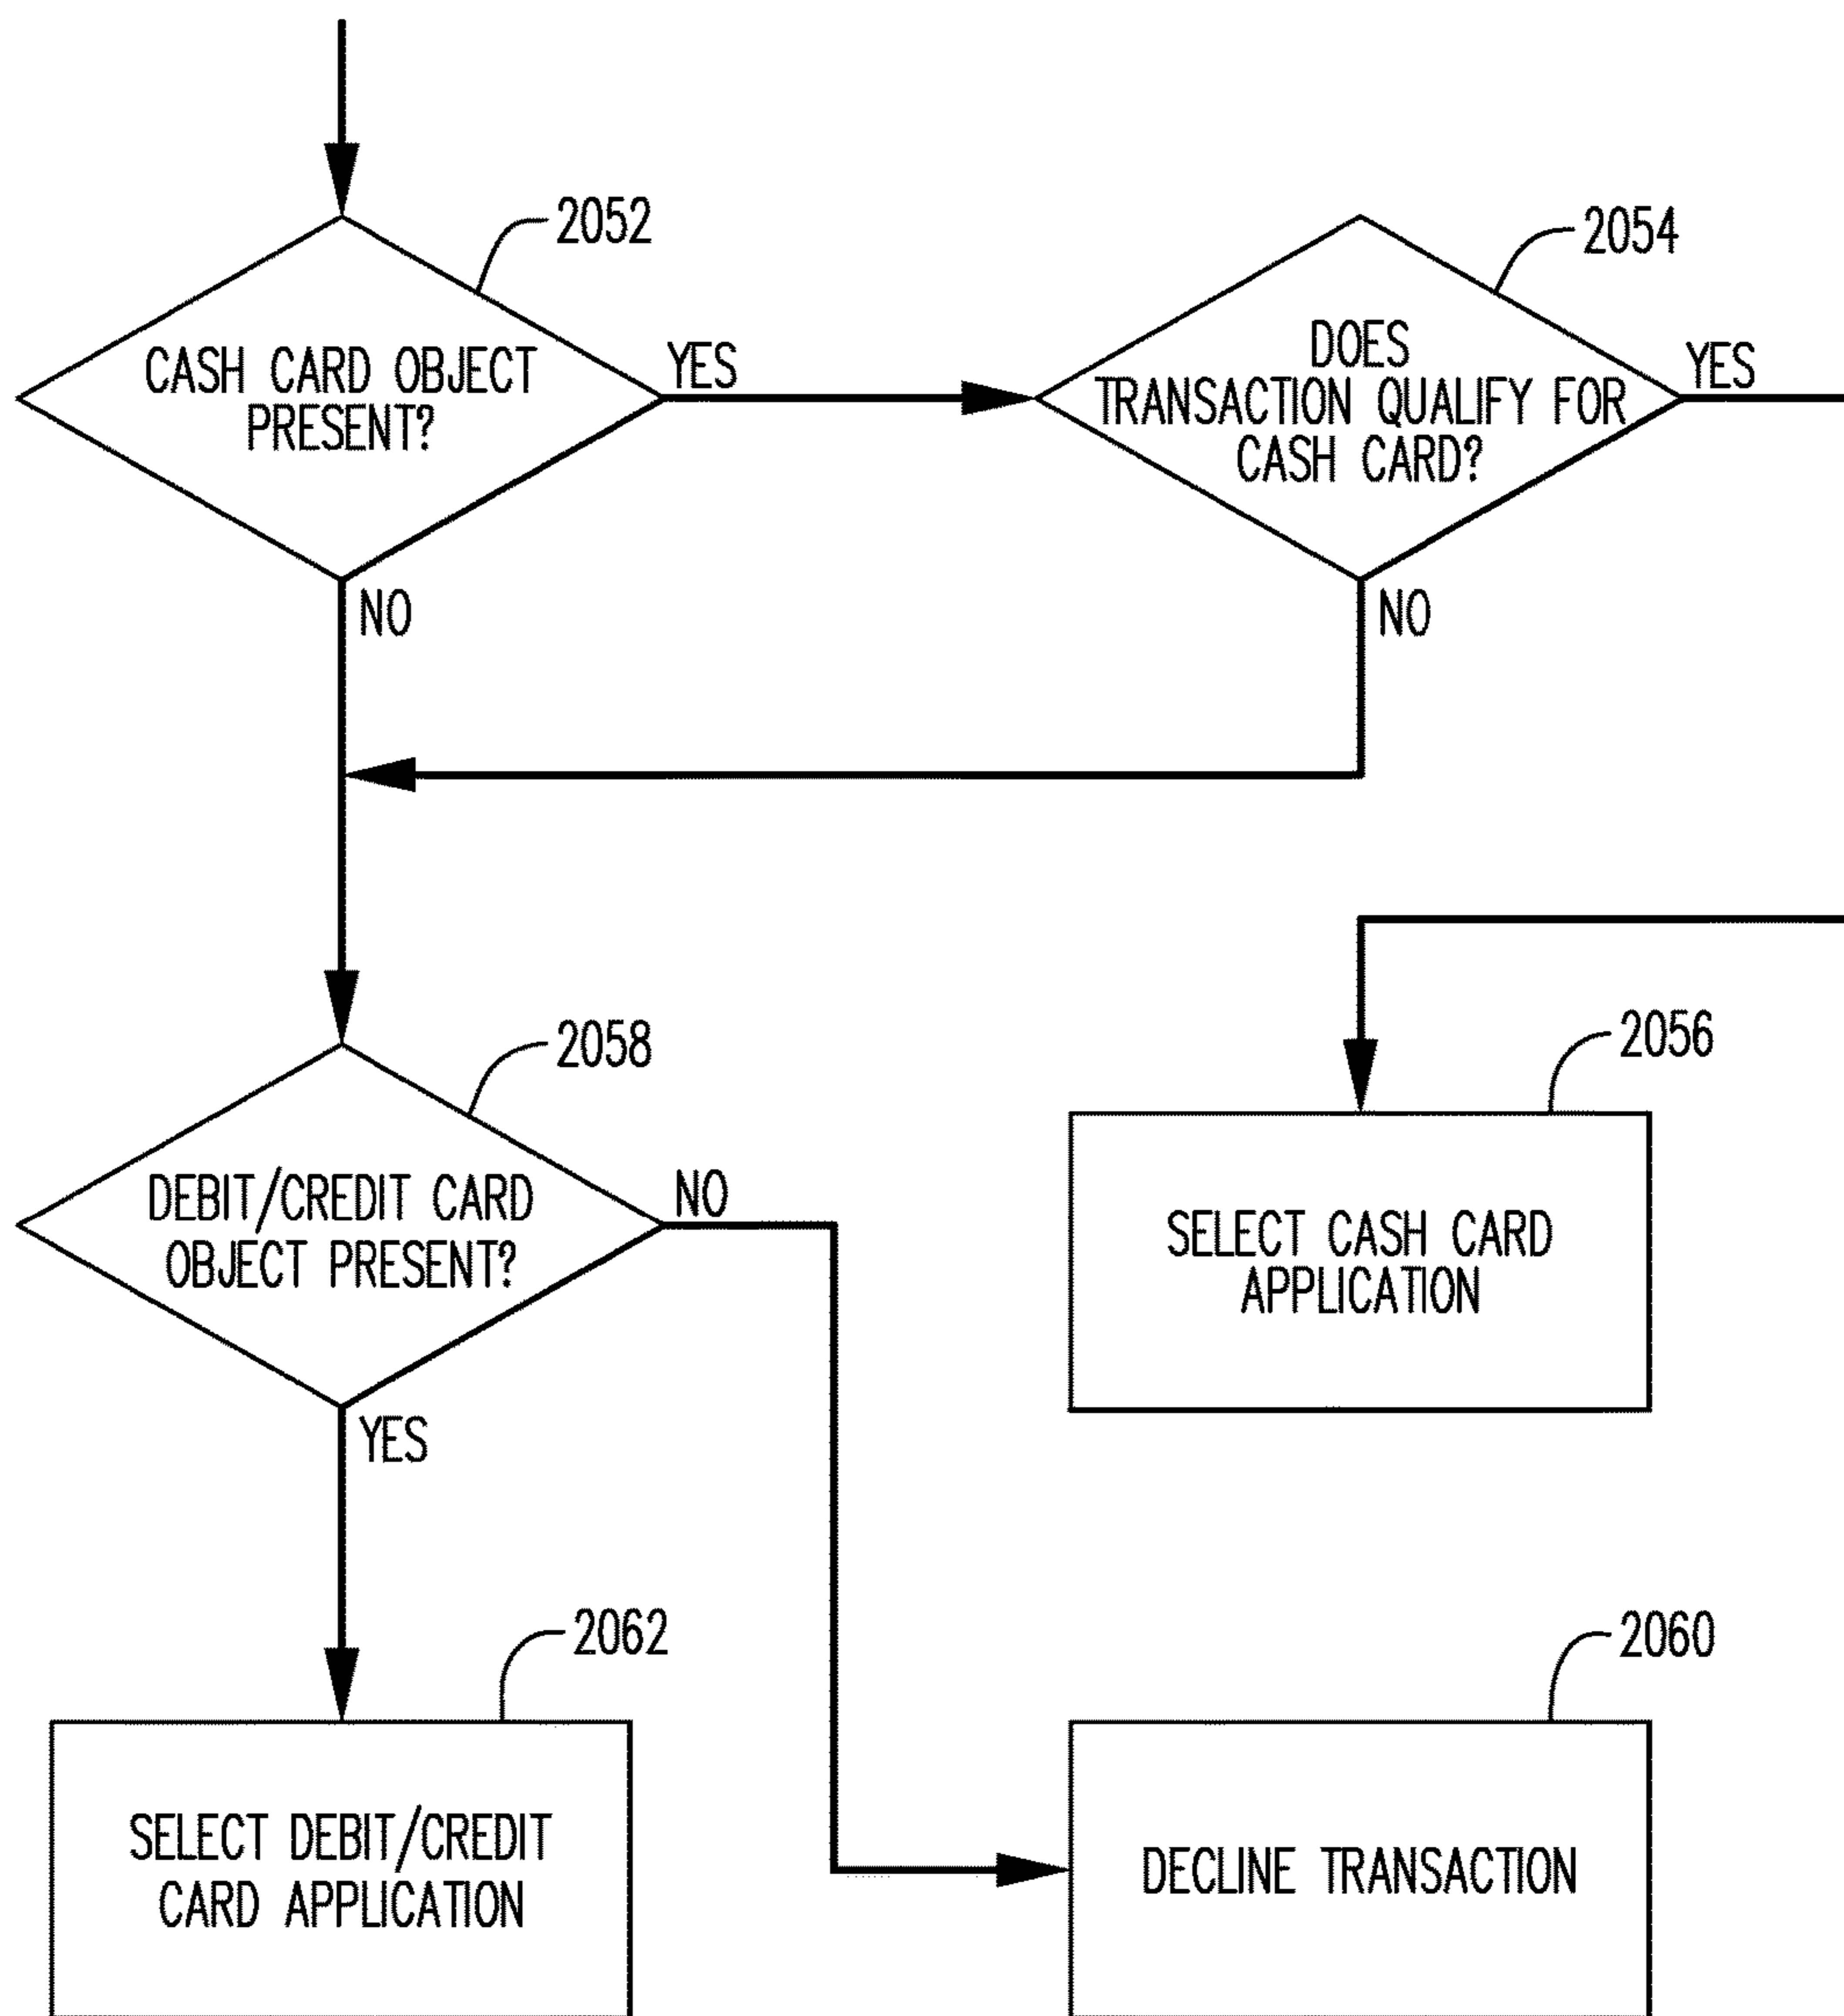 2052
CASH CARD OBJECT
PRESENT?
YES
NO
2054
DOES
TRANSACTION QUALIFY FOR
CASH CARD?
YES
NO
2058
DEBIT/CREDIT CARD
OBJECT PRESENT?
NO
YES
2056
SELECT CASH CARD
APPLICATION
2062
SELECT DEBIT/CREDIT
CARD APPLICATION
2060
DECLINE TRANSACTION